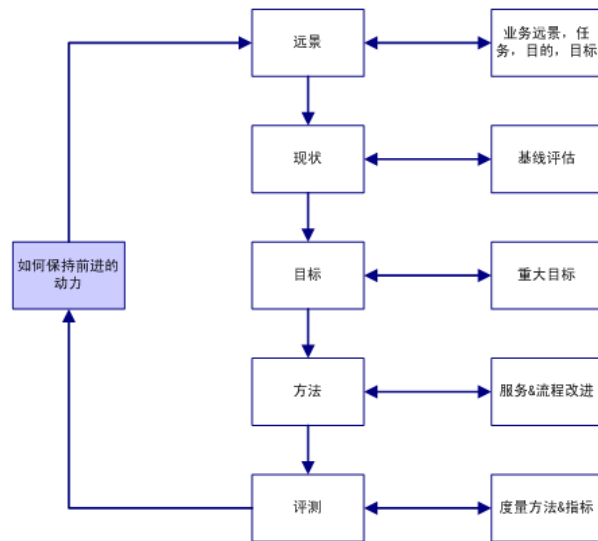 远景
业务远景，任
务，目的，目标
现状
基线评估
如何保持前进的
动力
目标
重大目标
方法
服务&流程改进
评测
度量方法&指标